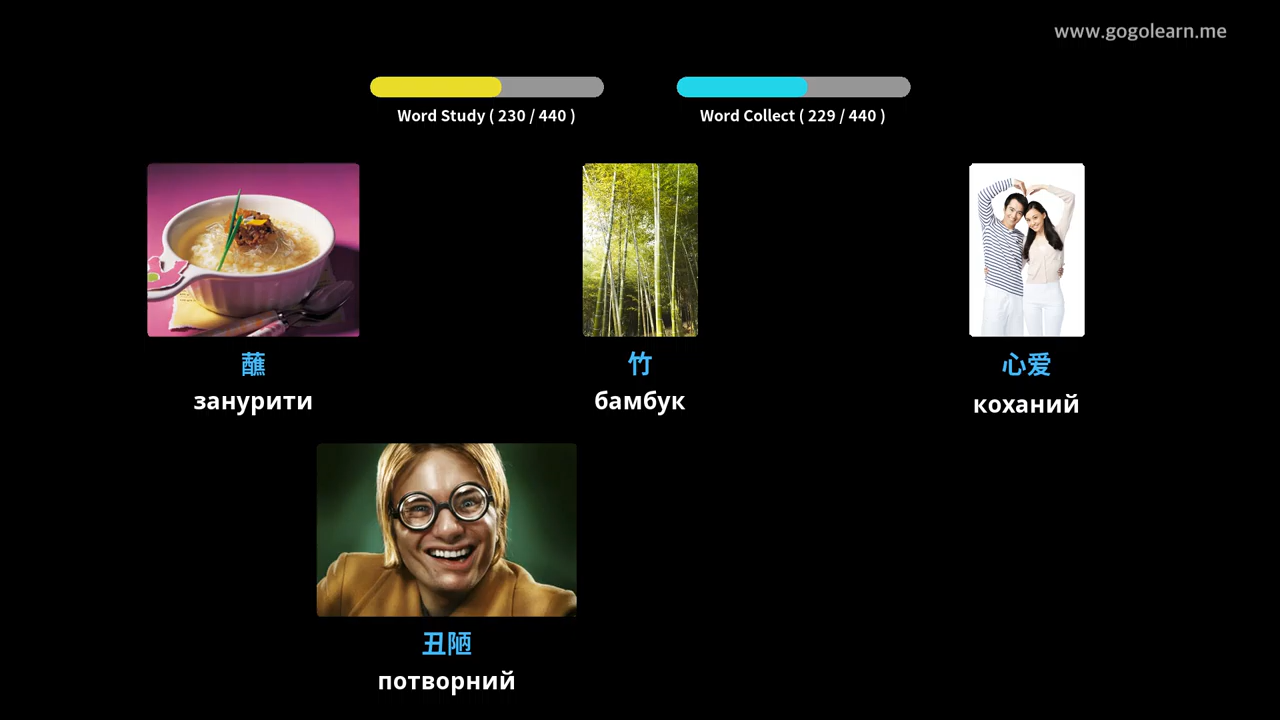 www.gogolearn.me
Word Study ( 230 / 440 )
Word Collect ( 229 / 440 )
蘸
занурити
竹
бамбук
心爱
коханий
丑陋
потворний